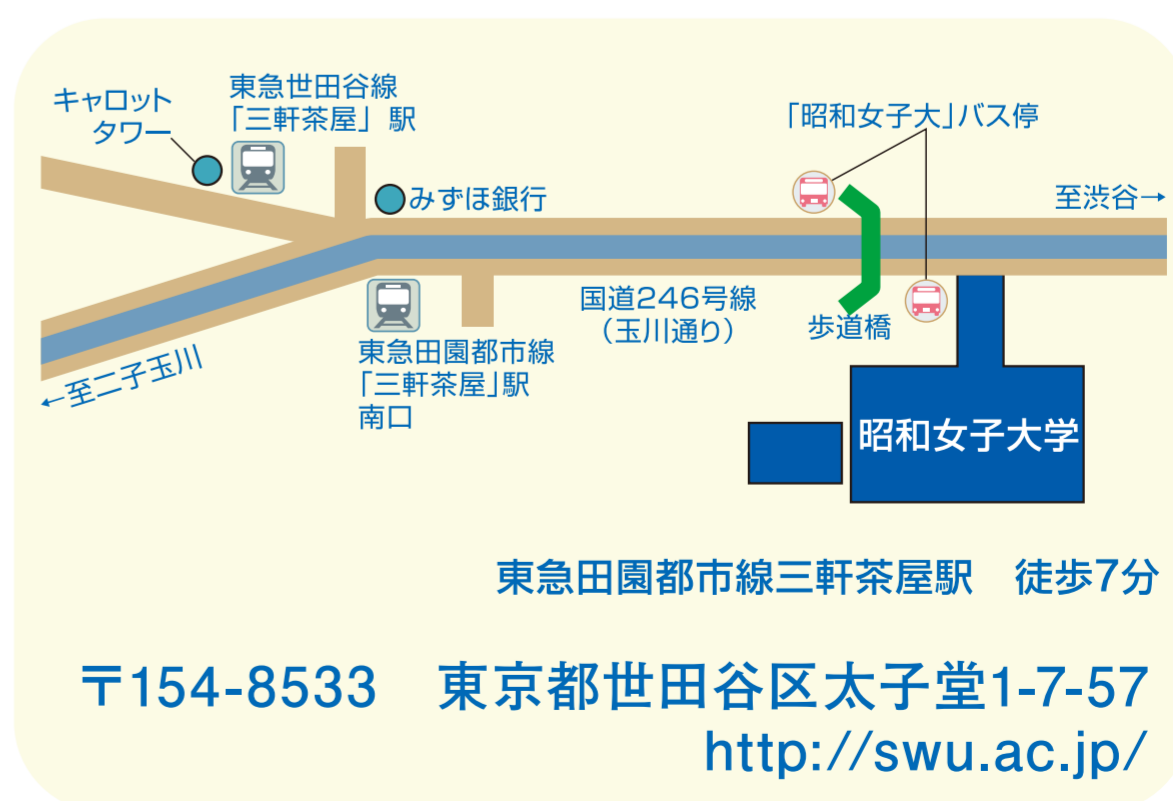 キャロット
タワー
東急世田谷線
「三軒茶屋」駅
みずほ銀行
「昭和女子大」バス停
至渋谷→
国道246号線
（玉川通り）
歩道橋
←至二子玉川
東急田園都市線
「三軒茶屋」駅
南口
昭和女子大学
東急田園都市線三軒茶屋駅　徒歩7分
〒154-8533　東京都世田谷区太子堂1-7-57
http://swu.ac.jp/